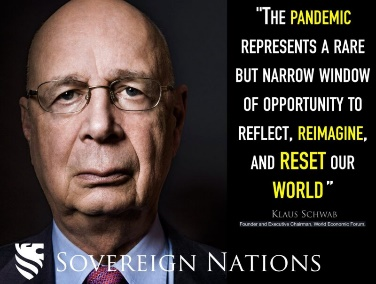 "The PANDEMIC
REPRESENTS A RARE
BUT NARROW WINDOW
OF OPPORTUNITY TO
REFLECT, REIMAGINE,
AND RESET OUR
WORLD"
KLAUS SCHWAB
Founder and Executive Chairman, World Economic Forum
SOVEREIGN NATIONS